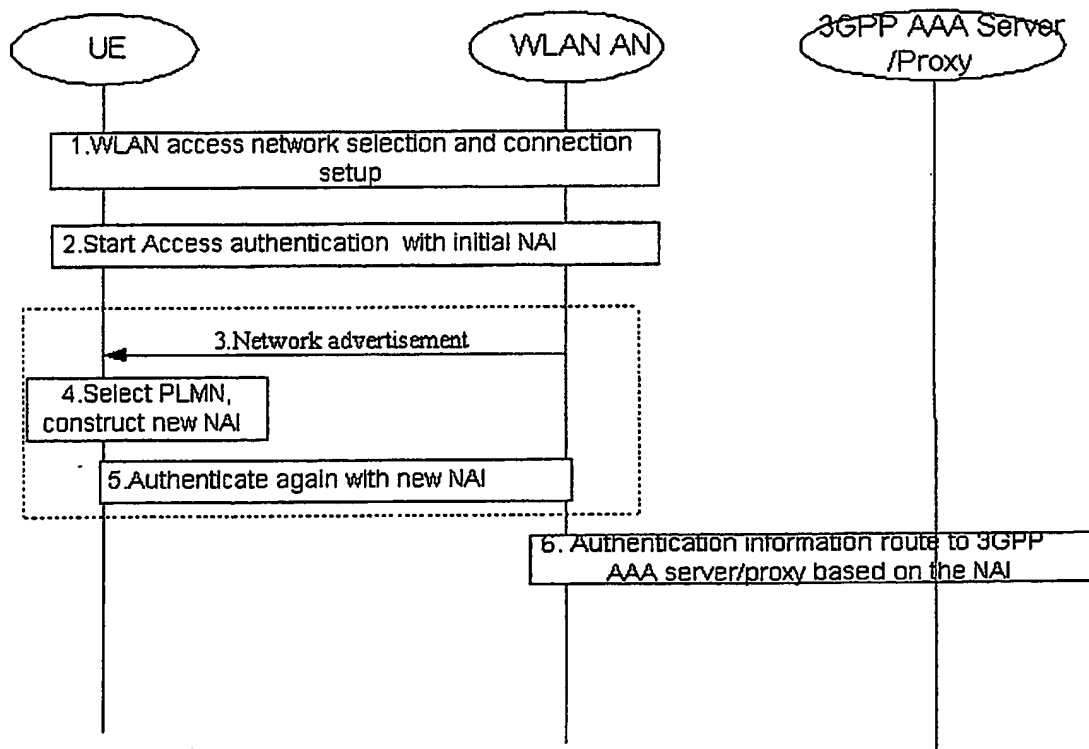 UE
WLAN AN
3GPP AAA Server
/Proxy
1.WLAN access network selection and connection
setup
2.Start Access authentication with initial NAI
3.Network advertisement
4.Select PLMN,
construct new NAI
5.Authenticate again with new NAI
6. Authentication information route to 3GPP
AAA server/proxy based on the NAI